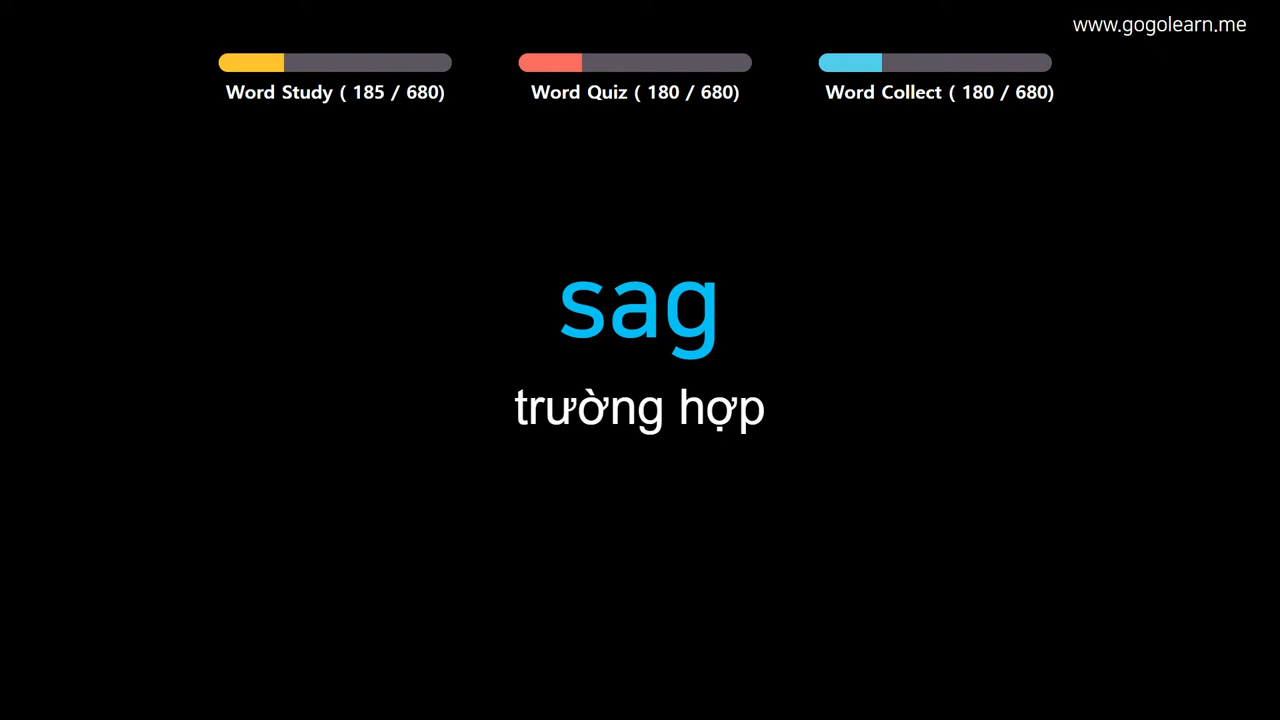 www.gogolearn.me
Word Study ( 185 / 680)
Word Quiz ( 180 / 680)
Word Collect ( 180 / 680)
sag
trường hợp